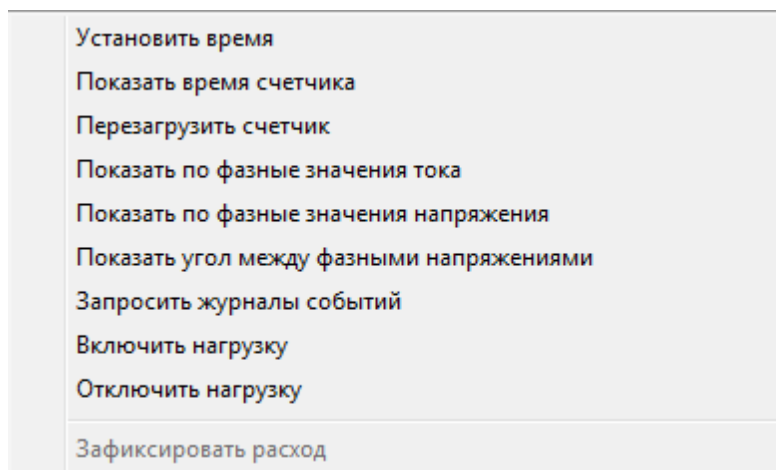 Установить время
Показать время счетчика
Перезагрузить счетчик
Показать по фазные значения тока
Показать по фазные значения напряжения
Показать угол между фазными напряжениями
Запросить журналы событий
Включить нагрузку
Отключить нагрузку
Зафиксировать расход